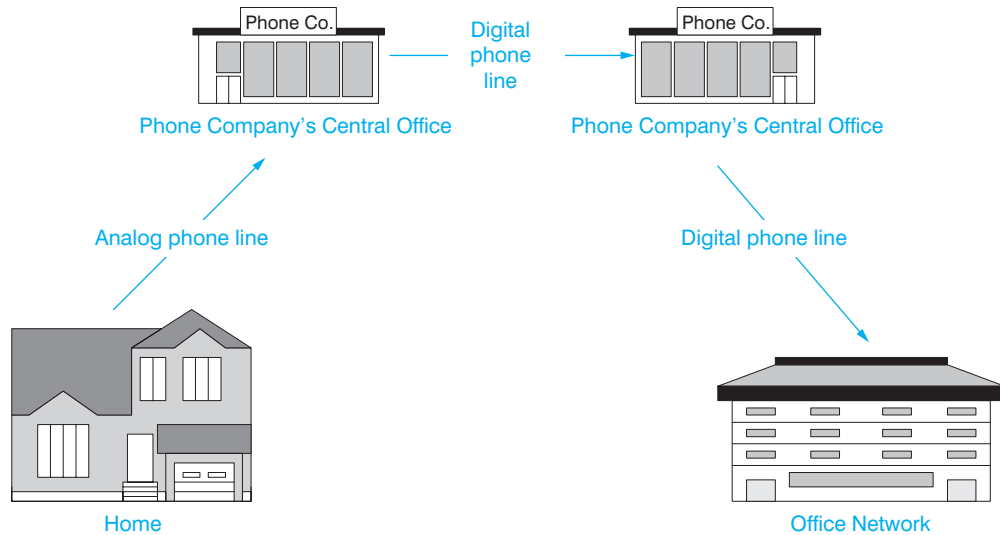 Phone Co.
Phone Co.
Digital
phone
line
Phone Company's Central Office
Phone Company's Central Office
Analog phone line
Digital phone line
Home
Office Network